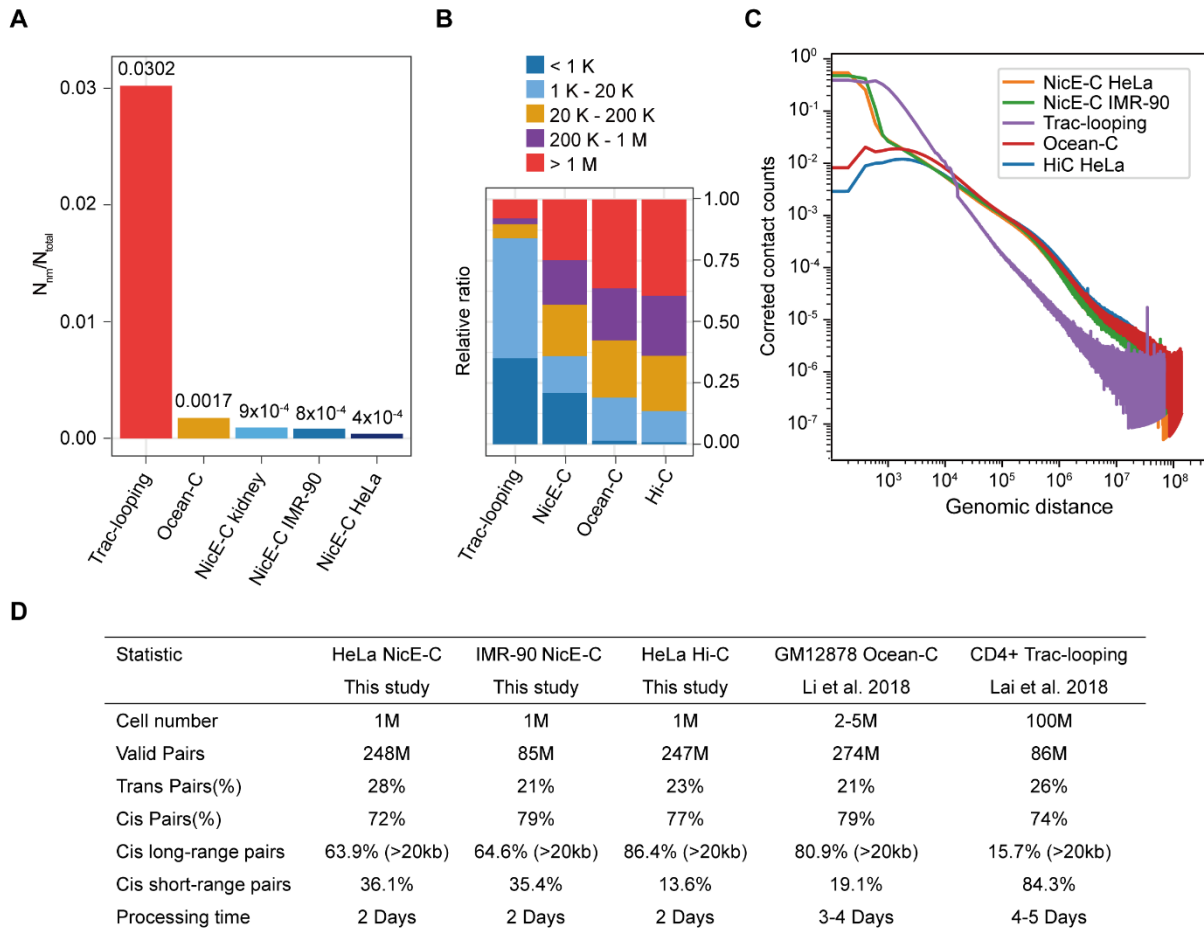 A
0.03
0.02
0.01
0.00
Nnm/Ntotal
0.0302
0.0017
9x10-4
8x10-4
4x10-4
Trac-looping
Ocean-C
NicE-C kidney
NicE-C IMR-90
NicE-C HeLa
B
< 1 K
1 K - 20 K
20 K - 200 K
200 K - 1 M
> 1 M
Relative ratio
1.00
0.75
0.50
0.25
0.00
Trac-looping
NicE-C
Ocean-C
Hi-C
C
100
10-1
10-2
10-3
10-4
10-5
10-6
10-7
Correted contact counts
NicE-C HeLa
NicE-C IMR-90
Trac-looping
Ocean-C
HiC HeLa
103 104 105 106 107 108
Genomic distance
D
Statistic HeLa NicE-C IMR-90 NicE-C HeLa Hi-C GM12878 Ocean-C CD4+ Trac-looping
This study This study This study Li et al. 2018 Lai et al. 2018
Cell number 1M 1M 1M 2-5M 100M
Valid Pairs 248M 85M 247M 274M 86M
Trans Pairs(%) 28% 21% 23% 21% 26%
Cis Pairs(%) 72% 79% 77% 79% 74%
Cis long-range pairs 63.9% (>20kb) 64.6% (>20kb) 86.4% (>20kb) 80.9% (>20kb) 15.7% (>20kb)
Cis short-range pairs 36.1% 35.4% 13.6% 19.1% 84.3%
Processing time 2 Days 2 Days 2 Days 3-4 Days 4-5 Days